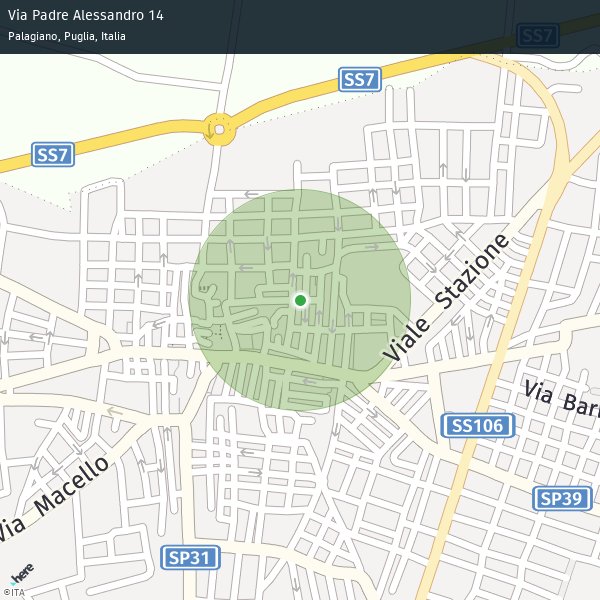 Via Padre Alessandro 14
Palagiano, Puglia, Italia
SS7
SS7
SS7
Viale Stazione
Via Bar
SS106
Via Macello
SP39
SP31
here
©ITA